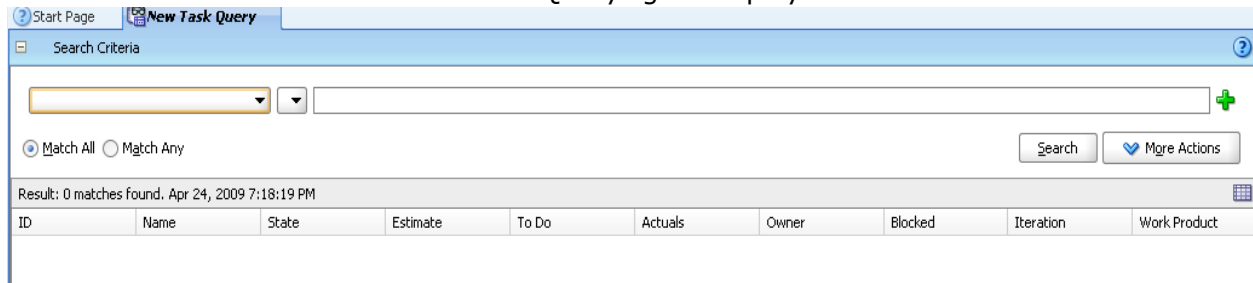 Start Page New Task Query
Search Criteria
Match All Match Any Search More Actions
Result: 0 matches found. Apr 24, 2009 7:18:19 PM
ID Name State Estimate To Do Actuals Owner Blocked Iteration Work Product